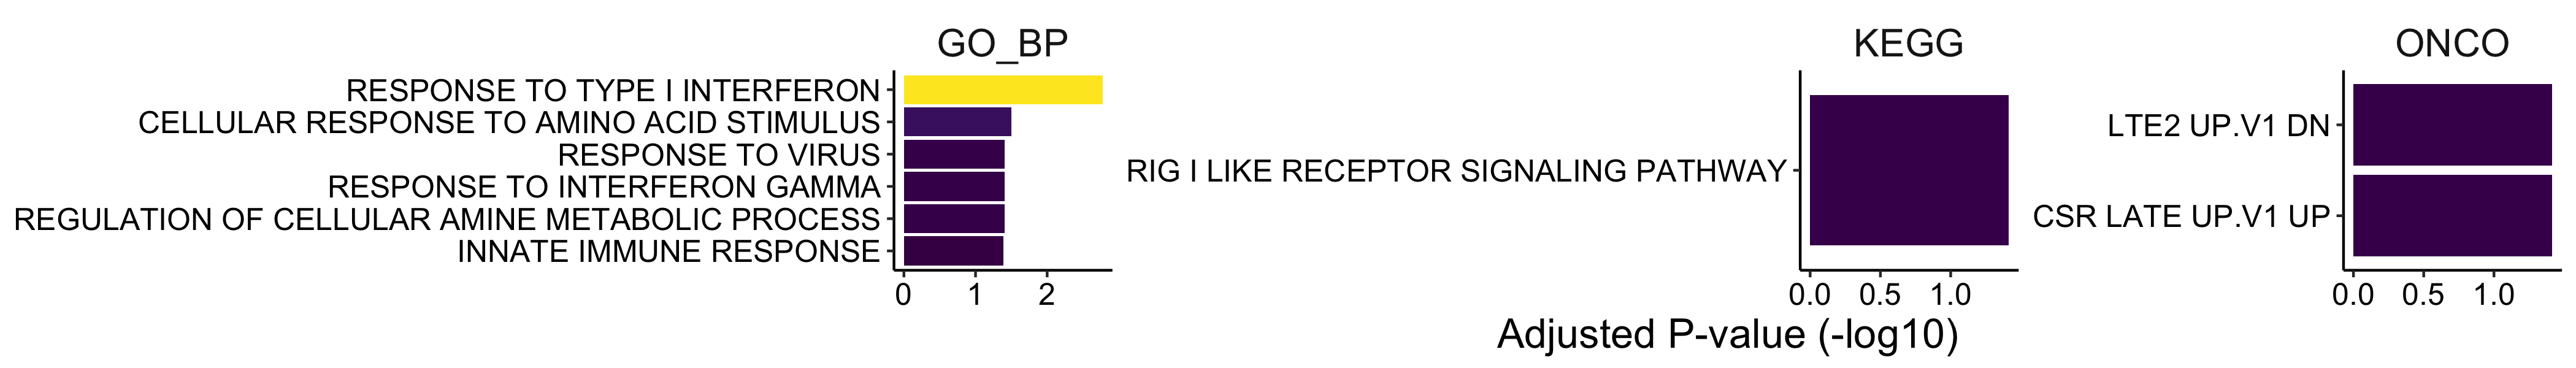 GO_BP
RESPONSE TO TYPE I INTERFERON
CELLULAR RESPONSE TO AMINO ACID STIMULUS
RESPONSE TO VIRUS
RESPONSE TO INTERFERON GAMMA
REGULATION OF CELLULAR AMINE METABOLIC PROCESS
INNATE IMMUNE RESPONSE
0 1 2
KEGG
RIG I LIKE RECEPTOR SIGNALING PATHWAY
0.0 0.5 1.0
ONCO
LTE2 UP.V1 DN
CSR LATE UP.V1 UP
0.0 0.5 1.0
Adjusted P-value (-log10)